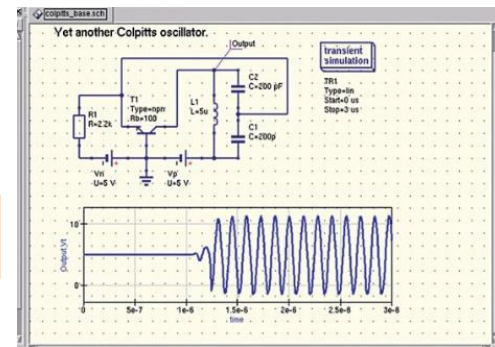 colpitts_base.sch
Yet another Colpitts oscillator.
Output
transient
simulation
TR1
Type=lin
Start=0 us
Stop=3 us
C2
C=200 pF
T1
Type=npn
Rb=100
L1
L=5u
R1
R=2.2k
C1
C=200p
Vn
U=5 V
Vp
U=5 V
10
0
Output.Vt
0
5e-7
1e-6
1.5e-6
2e-6
2.5e-6
3e-6
time